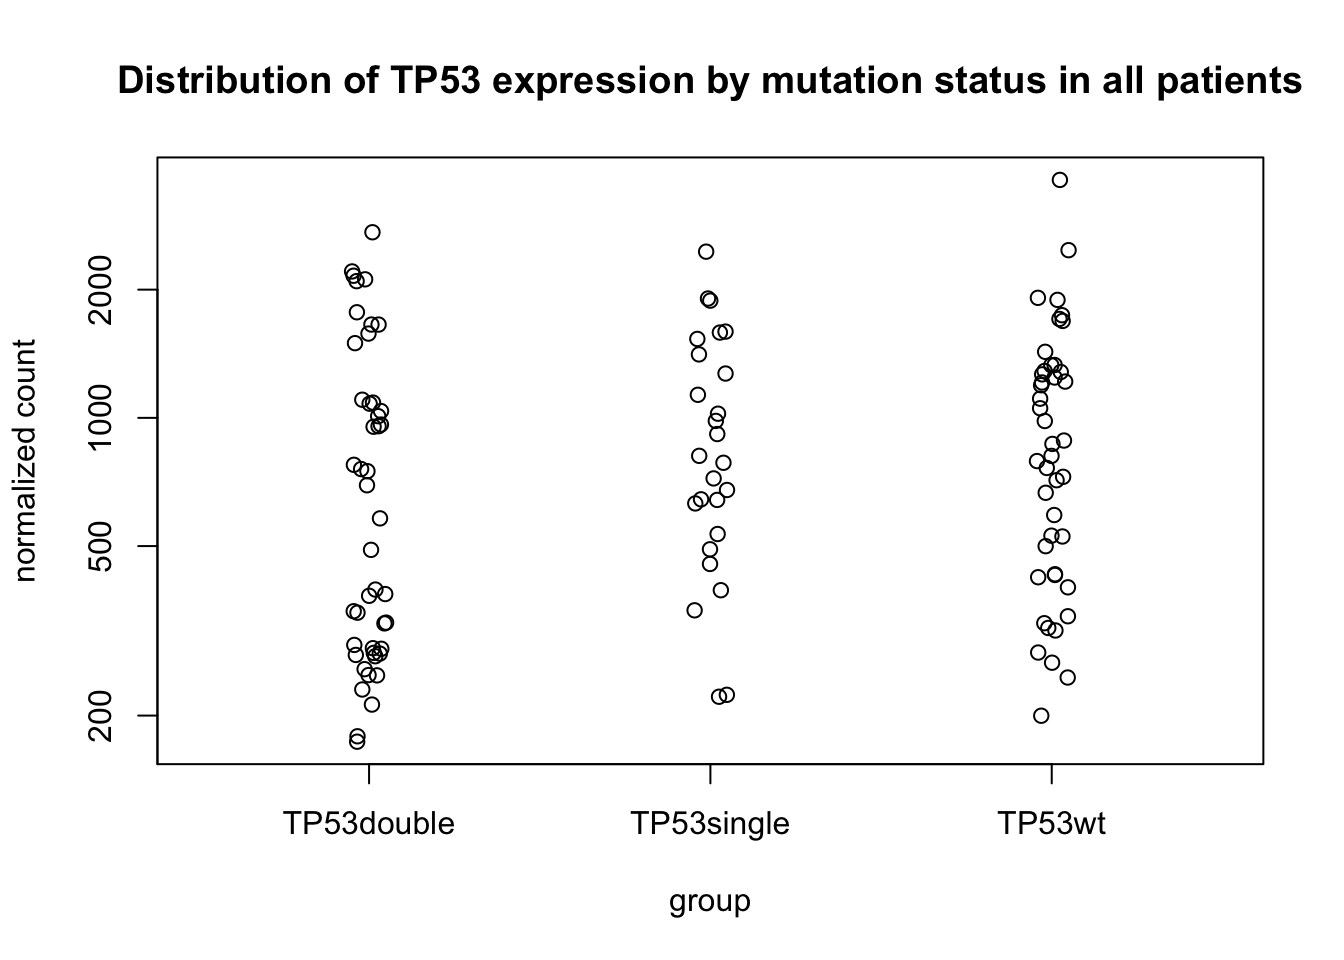 Distribution of TP53 expression by mutation status in all patients
normalized count
2000
1000
500
200
TP53double TP53single TP53wt
group